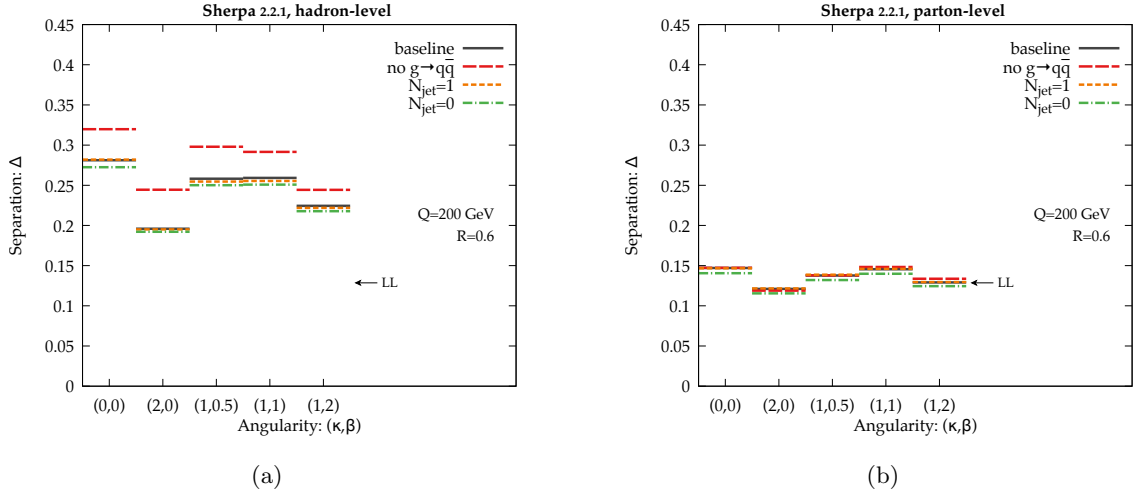 Sherpa 2.2.1, hadron-level
0.45
0.4
0.35
0.3
0.25
0.2
0.15
0.1
0.05
0
Separation: Δ
baseline
no g→qq̅
N_jet=1
N_jet=0
Q=200 GeV
R=0.6
LL
(0,0) (2,0) (1,0.5) (1,1) (1,2)
Angularity: (κ,β)
(a)
Sherpa 2.2.1, parton-level
0.45
0.4
0.35
0.3
0.25
0.2
0.15
0.1
0.05
0
Separation: Δ
baseline
no g→qq̅
N_jet=1
N_jet=0
Q=200 GeV
R=0.6
LL
(0,0) (2,0) (1,0.5) (1,1) (1,2)
Angularity: (κ,β)
(b)